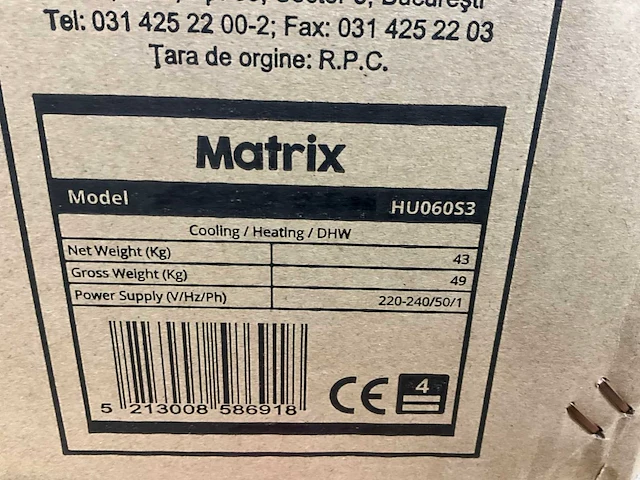 București
Tel: 031 425 22 00-2; Fax: 031 425 22 03
Țara de orgine: R.P.C.
Matrix
Model HU060S3
Cooling / Heating / DHW
Net Weight (Kg) 43
Gross Weight (Kg) 49
Power Supply (V/Hz/Ph) 220-240/50/1
5 213008 586918
CE 4